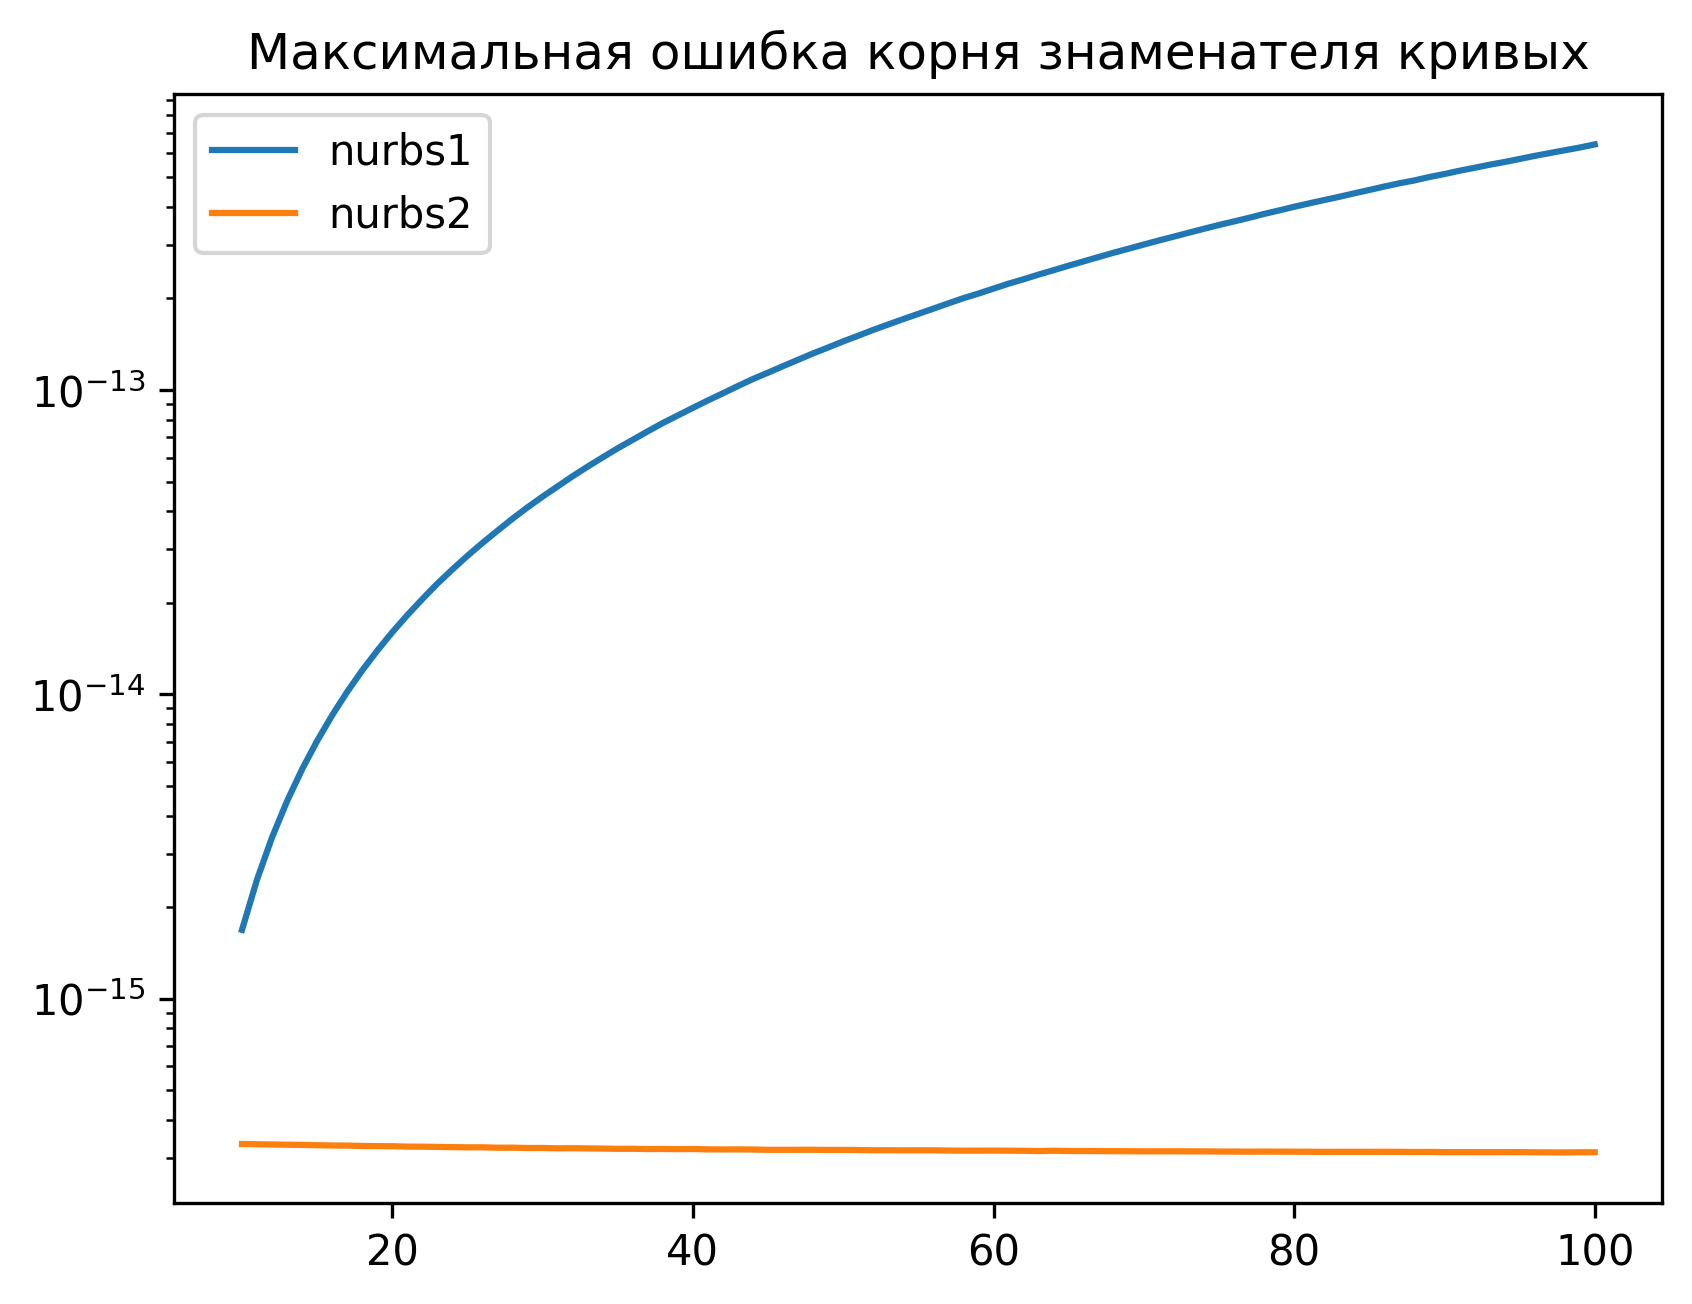 Максимальная ошибка корня знаменателя кривых
nurbs1
nurbs2
10⁻¹³
10⁻¹⁴
10⁻¹⁵
20 40 60 80 100